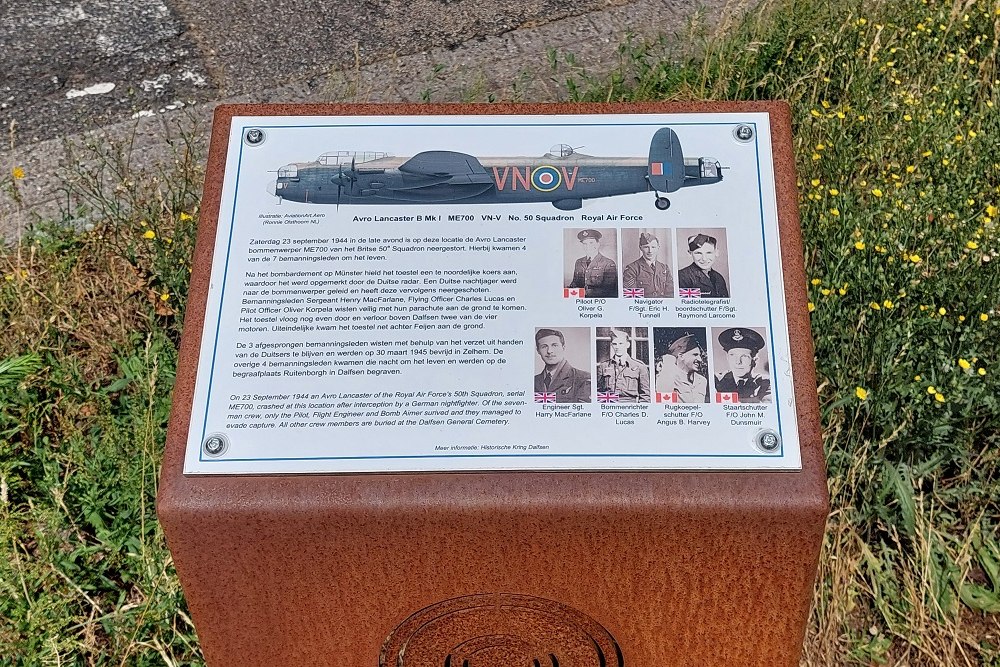 VN A
ME700
Illustratie: AviationArt.Aero
(Ronnie Olsthoorn NL)
Avro Lancaster B Mk I ME700 VN-V No. 50 Squadron Royal Air Force
Zaterdag 23 september 1944 in de late avond is op deze locatie de Avro Lancaster
bommenwerper ME700 van het Britse 50e Squadron neergestort. Hierbij kwamen 4
van de 7 bemanningsleden om het leven.
Na het bombardement op Münster hield het toestel een te noordelijke koers aan,
waardoor het werd opgemerkt door de Duitse radar. Een Duitse nachtjager werd
naar de bommenwerper geleid en heeft deze vervolgens neergeschoten.
Bemanningsleden Sergeant Henry MacFarlane, Flying Officer Charles Lucas en
Pilot Officer Oliver Korpela wisten veilig met hun parachute aan de grond te komen.
Het toestel vloog nog even door en verloor boven Dalfsen twee van de vier
motoren. Uiteindelijke kwam het toestel net achter Feijen aan de grond.
De 3 afgesprongen bemanningsleden wisten met behulp van het verzet uit handen
van de Duitsers te blijven en werden op 30 maart 1945 bevrijd in Zelhem. De
overige 4 bemanningsleden kwamen die nacht om het leven en werden op de
begraafplaats Ruitenborgh in Dalfsen begraven.
On 23 September 1944 an Avro Lancaster of the Royal Air Force's 50th Squadron, serial
ME700, crashed at this location after interception by a German nightfighter. Of the seven-
man crew, only the Pilot, Flight Engineer and Bomb Aimer surived and they managed to
evade capture. All other crew members are buried at the Dalfsen General Cemetery.
Piloot P/O
Oliver G.
Korpela
Navigator
F/Sgt. Eric H.
Tunnell
Radiotelegrafist/
boordschutter F/Sgt.
Raymond Larcome
Engineer Sgt.
Harry MacFarlane
Bommenrichter
F/O Charles D.
Lucas
Rugkoepel-
schutter F/O
Angus B. Harvey
Staartschutter
F/O John M.
Dunsmuir
Meer informatie: Historische Kring Dalfsen